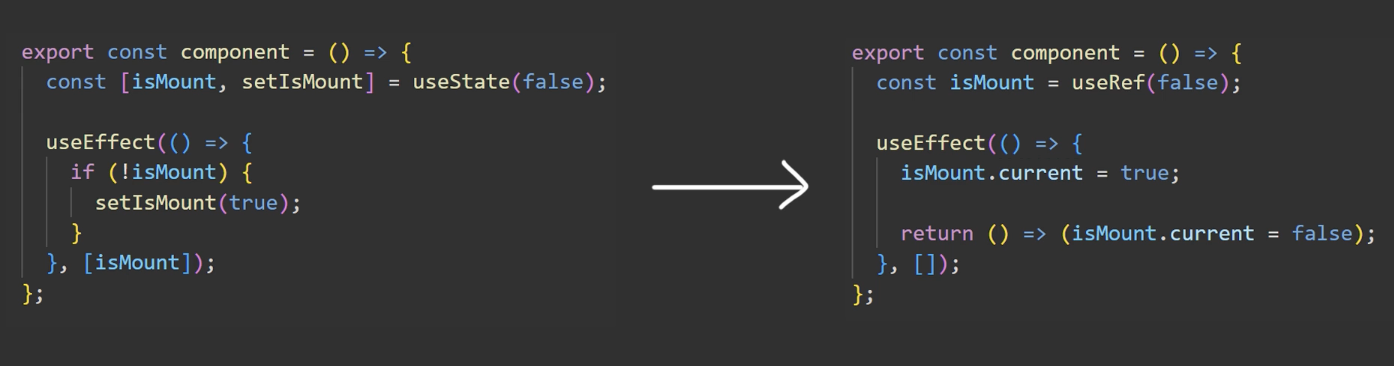 export const component = () => {
const [isMount, setIsMount] = useState(false);
useEffect(() => {
if (!isMount) {
setIsMount(true);
}
}, [isMount]);
};
export const component = () => {
const isMount = useRef(false);
useEffect(() => {
isMount.current = true;
return () => (isMount.current = false);
}, []);
};